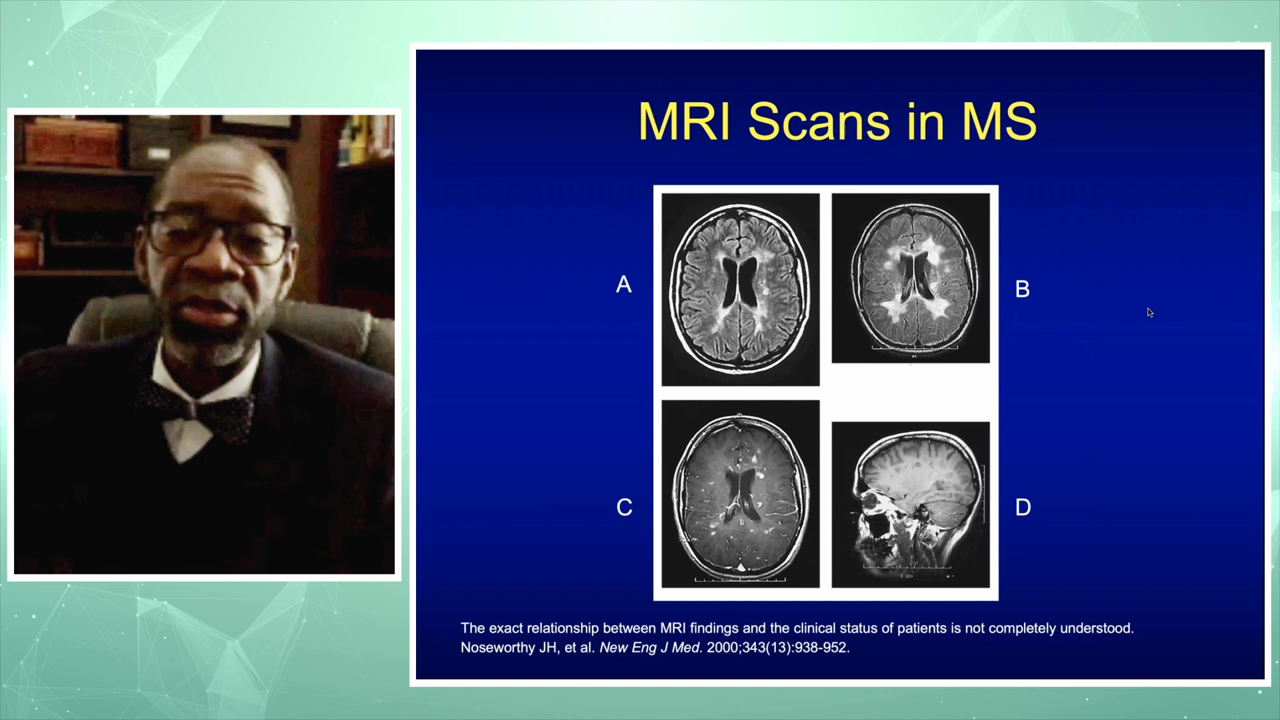 MRI Scans in MS
A
B
C
D
The exact relationship between MRI findings and the clinical status of patients is not completely understood.
Noseworthy JH, et al. New Eng J Med. 2000;343(13):938-952.